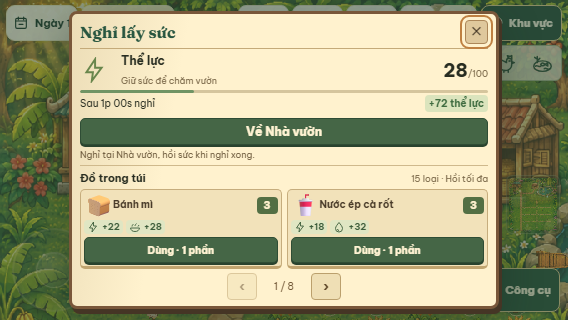 Ngày 1
Khu vực
Nghỉ lấy sức
Thể lực
Giữ sức để chăm vườn
28/100
Sau 1p 00s nghỉ
+72 thể lực
Về Nhà vườn
Nghỉ tại Nhà vườn, hồi sức khi nghỉ xong.
Đồ trong túi
15 loại · Hồi tối đa
Bánh mì
3
+22
+28
Dùng · 1 phần
Nước ép cà rốt
3
+18
+32
Dùng · 1 phần
1 / 8
Công cụ